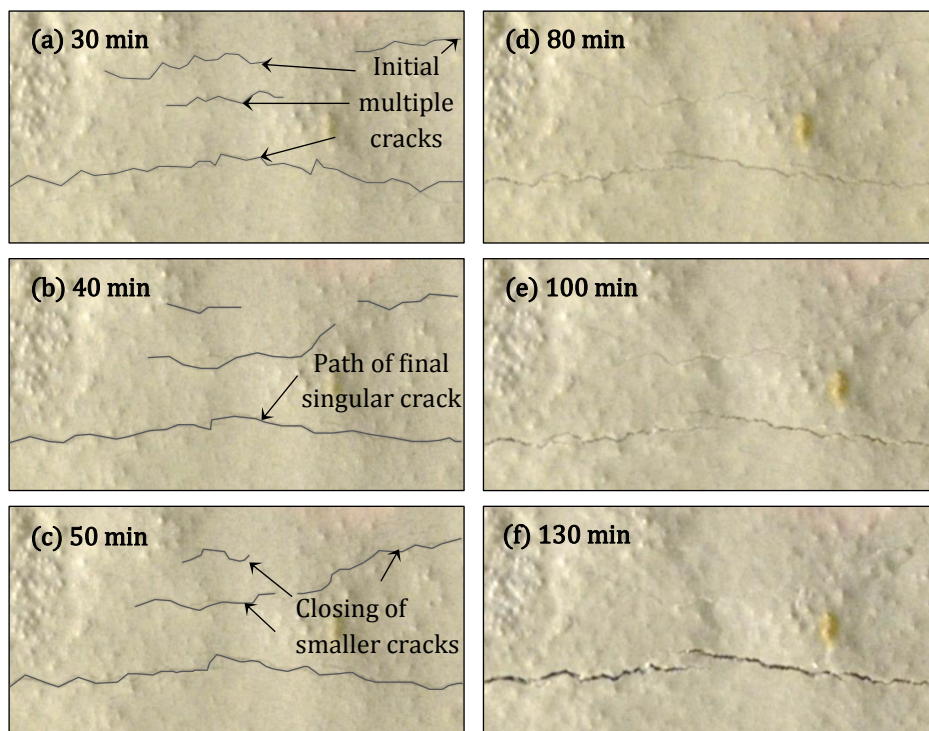 (a) 30 min
Initial
multiple
cracks
(b) 40 min
Path of final
singular crack
(c) 50 min
Closing of
smaller cracks
(d) 80 min
(e) 100 min
(f) 130 min